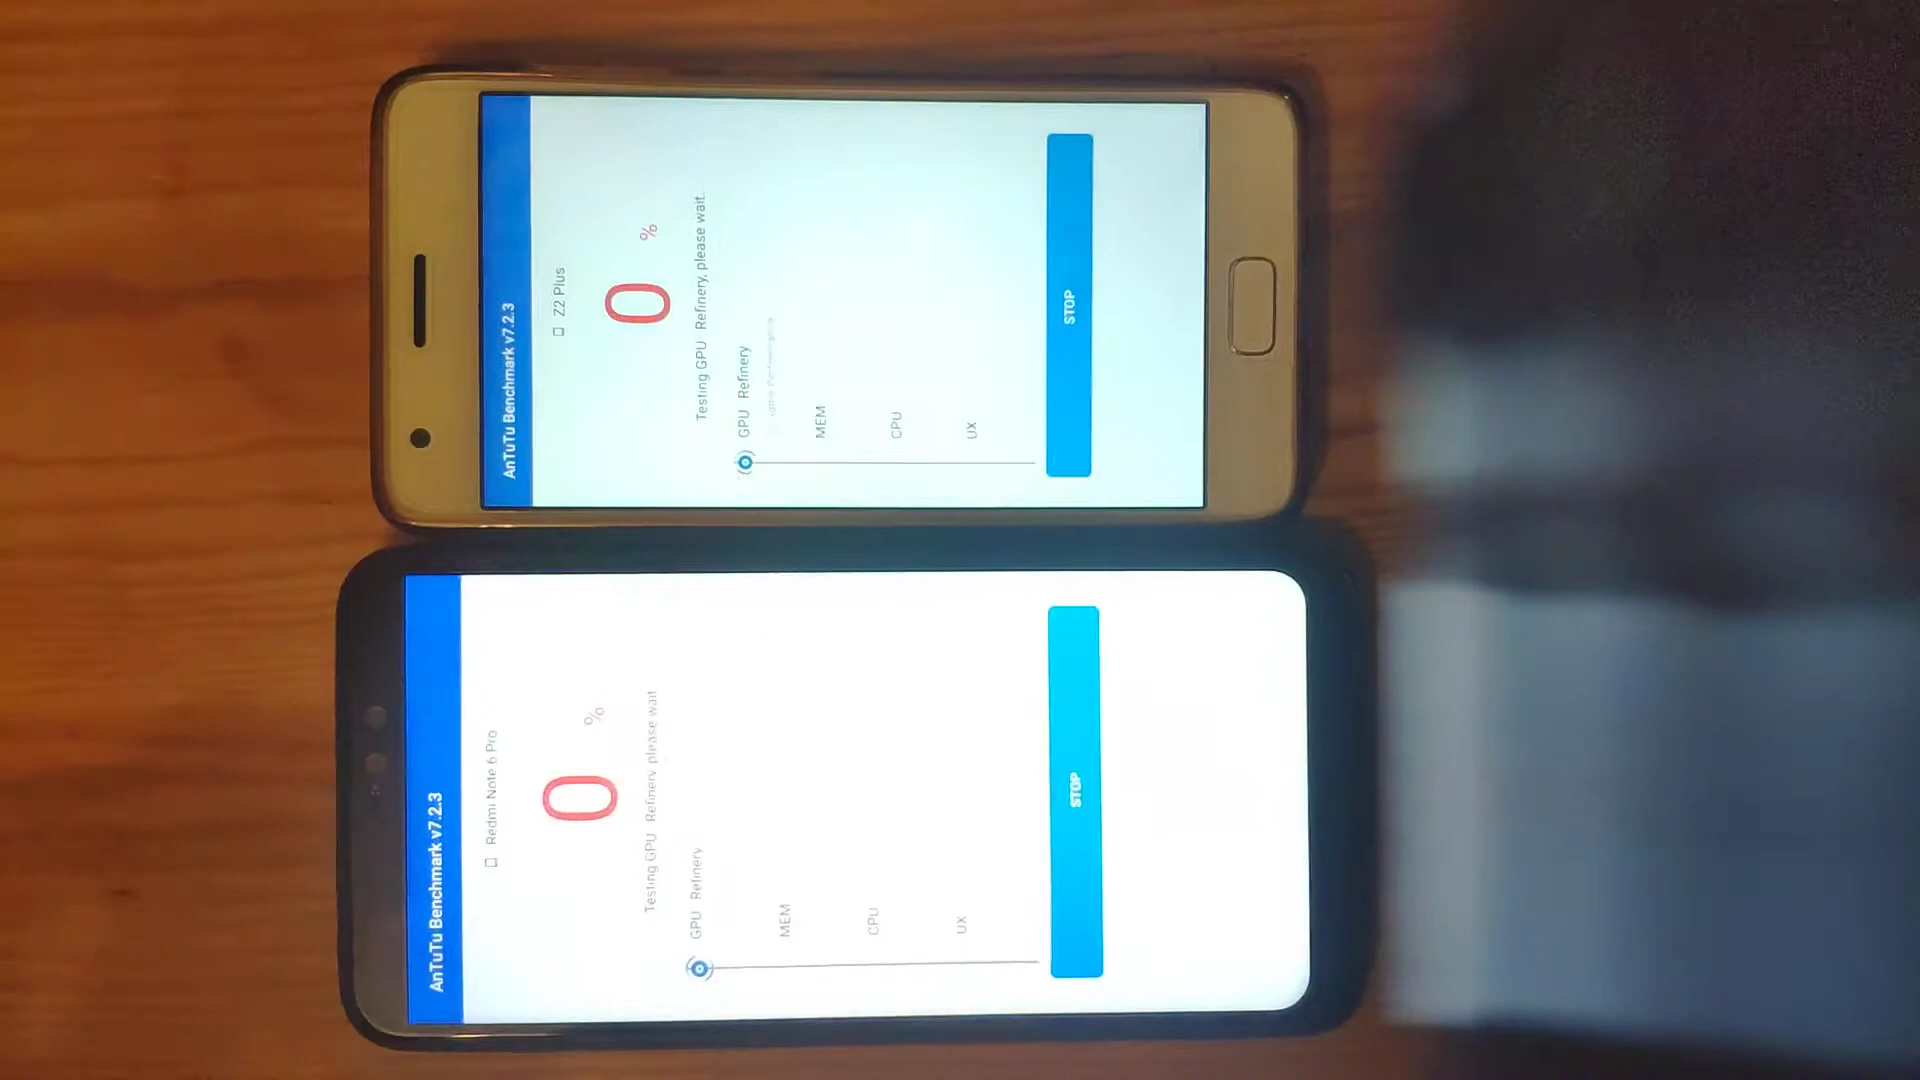 AnTuTu Benchmark v7.2.3
Z2 Plus
0 %
Testing GPU Refinery, please wait.
GPU Refinery
MEM
CPU
UX
STOP
AnTuTu Benchmark v7.2.3
Redmi Note 6 Pro
0 %
Testing GPU Refinery please wait
GPU Refinery
MEM
CPU
UX
STOP